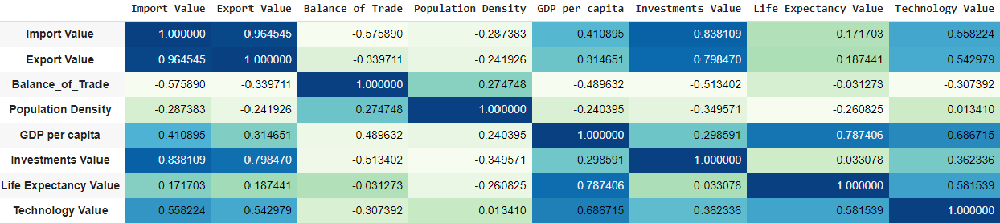 Import Value Export Value Balance_of_Trade Population Density GDP per capita Investments Value Life Expectancy Value Technology Value
Import Value 1.000000 0.964545 -0.575890 -0.287383 0.410895 0.838109 0.171703 0.558224
Export Value 0.964545 1.000000 -0.339711 -0.241926 0.314651 0.798470 0.187441 0.542979
Balance_of_Trade -0.575890 -0.339711 1.000000 0.274748 -0.489632 -0.513402 -0.031273 -0.307392
Population Density -0.287383 -0.241926 0.274748 1.000000 -0.240395 -0.349571 -0.260825 0.013410
GDP per capita 0.410895 0.314651 -0.489632 -0.240395 1.000000 0.298591 0.787406 0.686715
Investments Value 0.838109 0.798470 -0.513402 -0.349571 0.298591 1.000000 0.033078 0.362336
Life Expectancy Value 0.171703 0.187441 -0.031273 -0.260825 0.787406 0.033078 1.000000 0.581539
Technology Value 0.558224 0.542979 -0.307392 0.013410 0.686715 0.362336 0.581539 1.000000